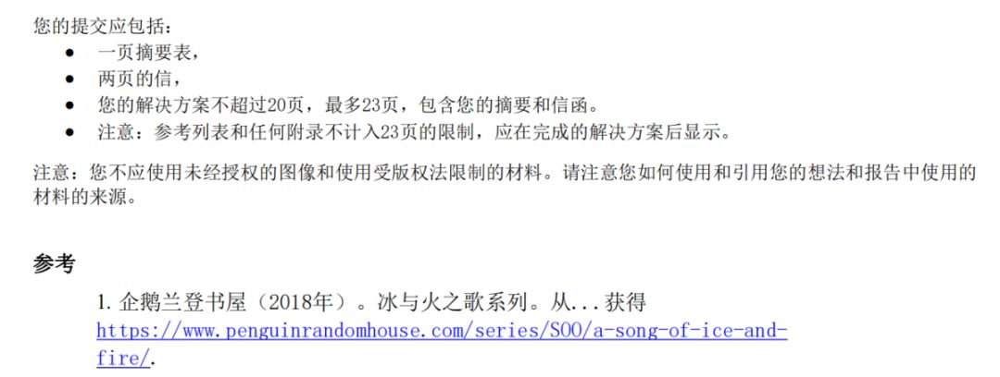 您的提交应包括:
● 一页摘要表,
● 两页的信,
● 您的解决方案不超过20页，最多23页，包含您的摘要和信函。
● 注意：参考列表和任何附录不计入23页的限制，应在完成的解决方案后显示。
注意：您不应使用未经授权的图像和使用受版权法限制的材料。请注意您如何使用和引用您的想法和报告中使用的
材料的来源。
参考
1. 企鹅兰登书屋（2018年）。冰与火之歌系列。从...获得
https://www.penguinrandomhouse.com/series/SOO/a-song-of-ice-and-
fire/.